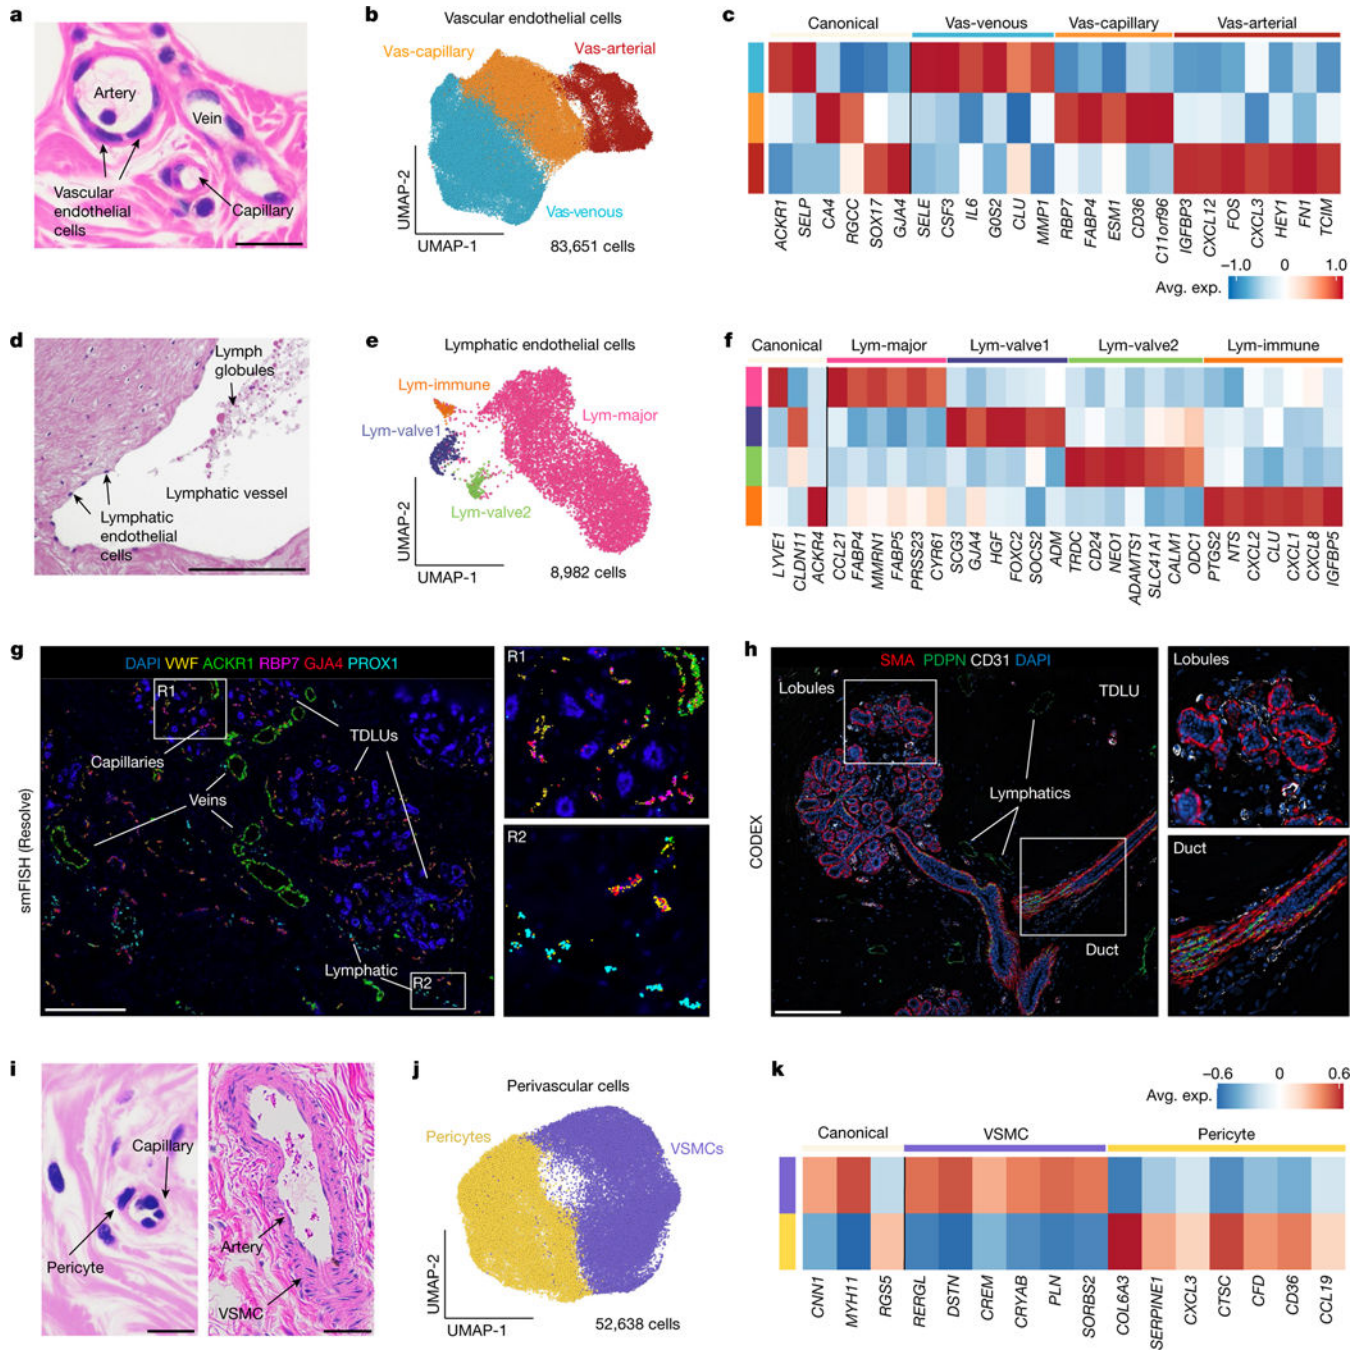 a
Artery
Vein
Vascular
endothelial
cells
Capillary
b
Vascular endothelial cells
Vas-capillary
Vas-arterial
Vas-venous
UMAP-2
UMAP-1
83,651 cells
c
Canonical Vas-venous Vas-capillary Vas-arterial
ACKR1 SELP CA4 RGCC SOX17 GJA4 SELE CSF3 IL6 G0S2 CLU MMP1 RBP7 FABP4 ESM1 CD36 C11orf96 IGFBP3 CXCL12 FOS CXCL3 HEY1 FN1 TCIM
−1.0 0 1.0
Avg. exp.
d
Lymph
globules
Lymphatic vessel
Lymphatic
endothelial
cells
e
Lymphatic endothelial cells
Lym-immune
Lym-major
Lym-valve1
Lym-valve2
UMAP-2
UMAP-1
8,982 cells
f
Canonical Lym-major Lym-valve1 Lym-valve2 Lym-immune
LYVE1 CLDN11 ACKR4 CCL21 FABP4 MMRN1 FABP5 PRSS23 CYR61 SCG3 GJA4 HGF FOXC2 SOCS2 ADM TRDC CD24 NEO1 ADAMTS1 SLC41A1 CALM1 ODC1 PTGS2 NTS CXCL2 CLU CXCL1 CXCL8 IGFBP5
g
smFISH (Resolve)
DAPI VWF ACKR1 RBP7 GJA4 PROX1
R1
Capillaries
TDLUs
Veins
Lymphatic
R2
R1
R2
h
CODEX
SMA PDPN CD31 DAPI
Lobules
TDLU
Lymphatics
Duct
Lobules
Duct
i
Capillary
Pericyte
Artery
VSMC
j
Perivascular cells
Pericytes
VSMCs
UMAP-2
UMAP-1
52,638 cells
k
−0.6 0 0.6
Avg. exp.
Canonical VSMC Pericyte
CNN1 MYH11 RGS5 RERGL DSTN CREM CRYAB PLN SORBS2 COL6A3 SERPINE1 CXCL3 CTSC CFD CD36 CCL19